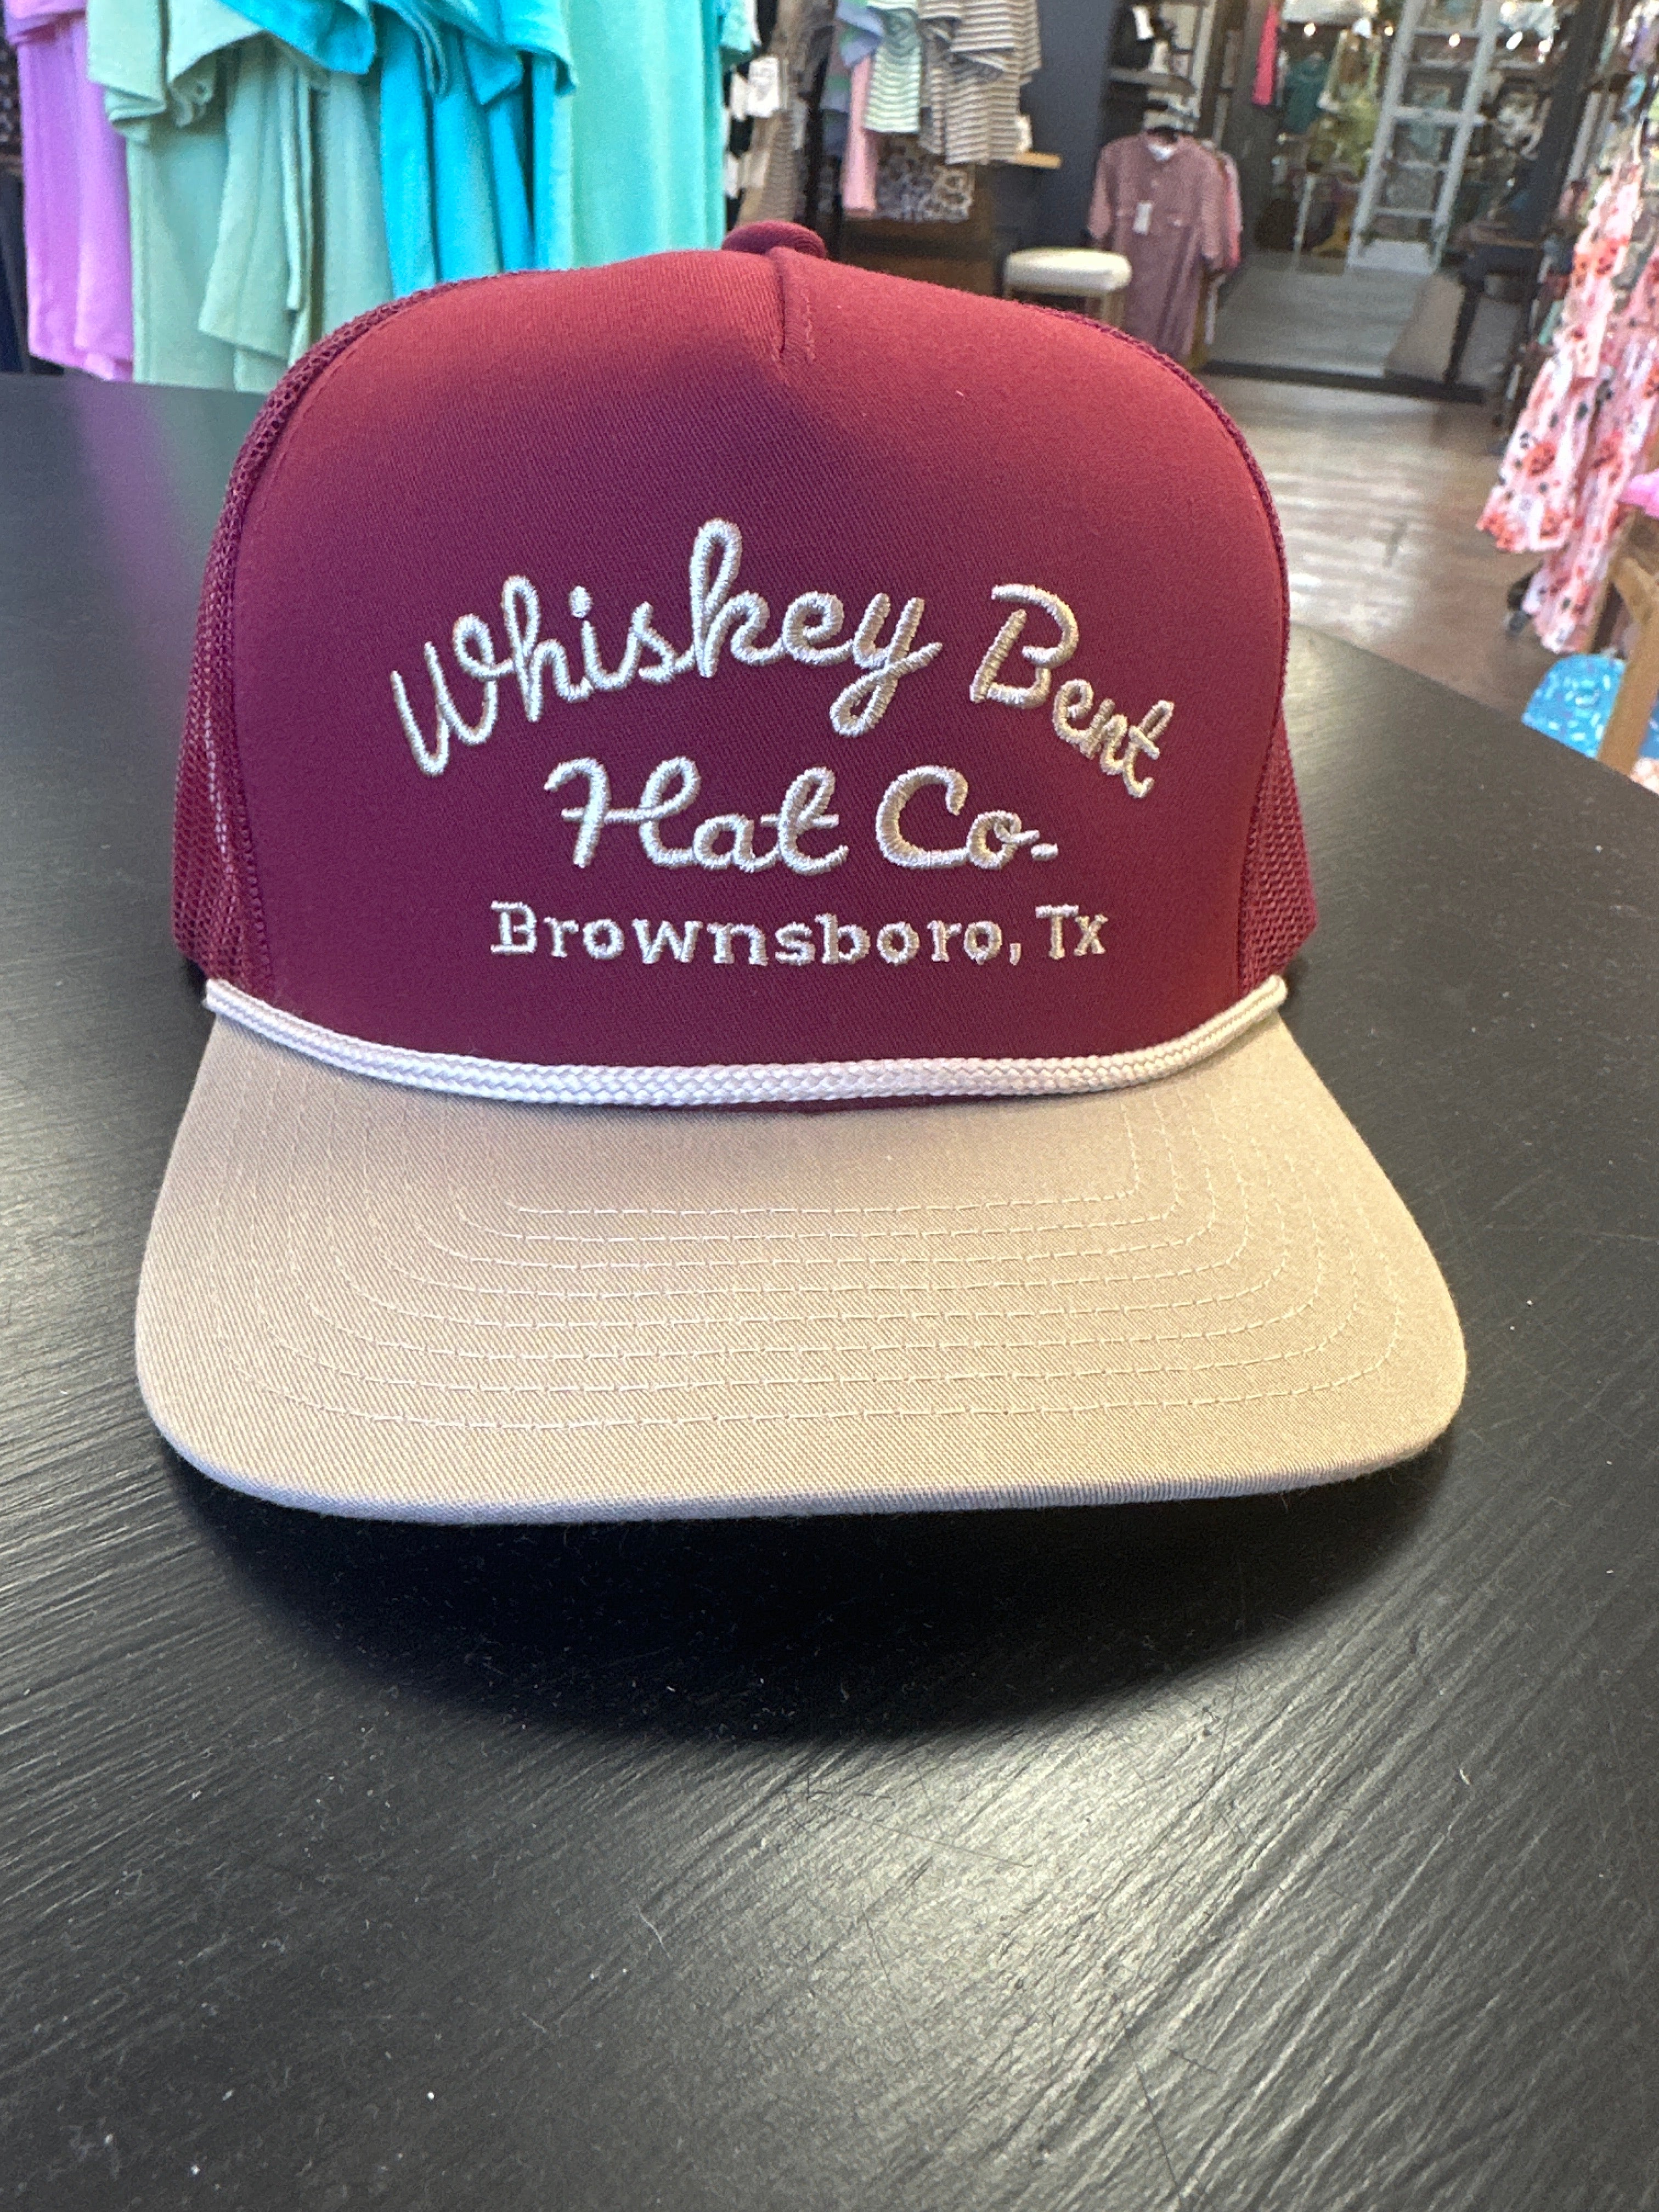 Whiskey Bent
Hat Co.
Brownsboro, Tx